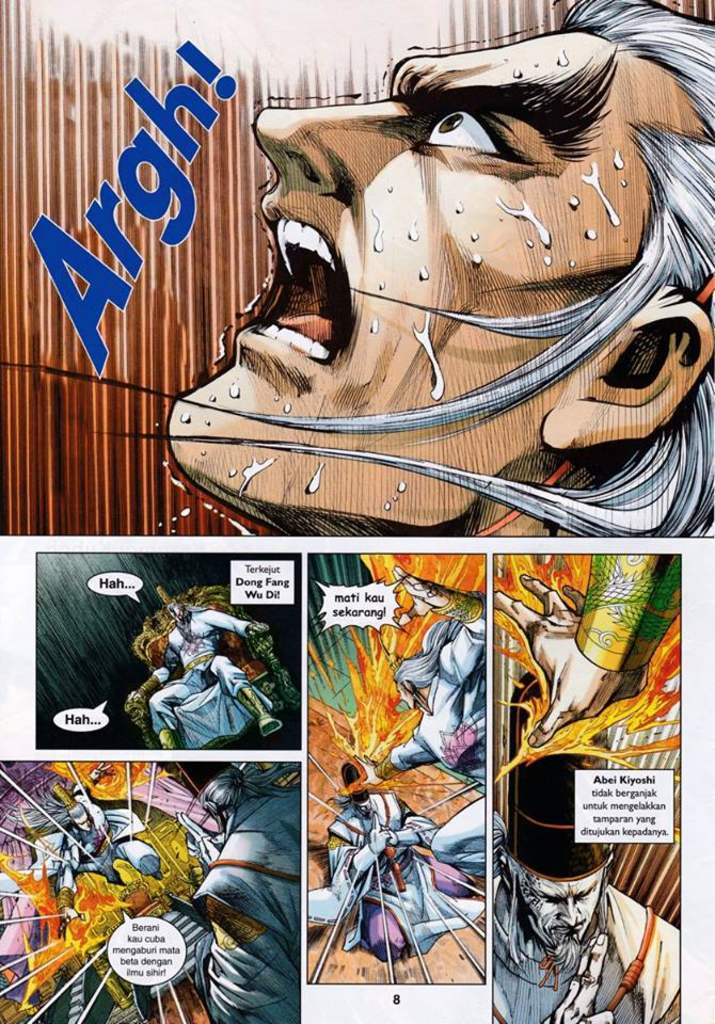 Argh!
Hah...
Terkejut
Dong Fang
Wu Di!
Hah...
mati kau
sekarang!
Berani
kau cuba
mengaburi mata
beta dengan
ilmu sihir!
Abei Kiyoshi
tidak berganjak
untuk mengelakkan
tamparan yang
ditujukan kepadanya.
8